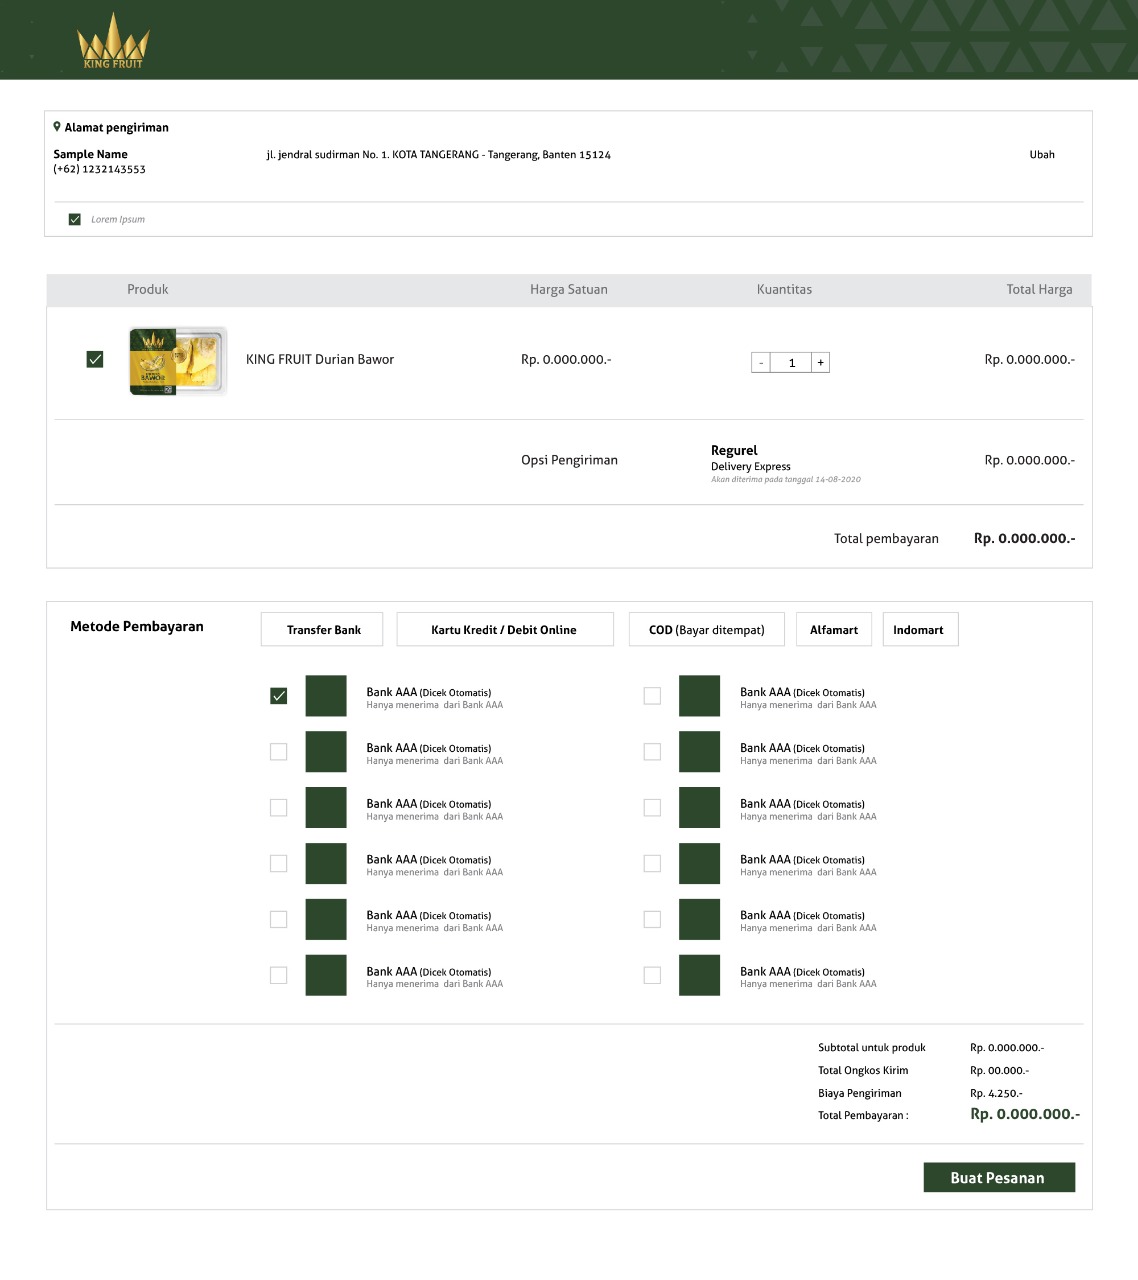 KING FRUIT
Alamat pengiriman
Sample Name
(+62) 1232143553
jl. jendral sudirman No. 1. KOTA TANGERANG - Tangerang, Banten 15124
Ubah
Lorem Ipsum
Produk Harga Satuan Kuantitas Total Harga
KING FRUIT Durian Bawor Rp. 0.000.000.- - 1 + Rp. 0.000.000.-
Opsi Pengiriman
Regurel
Delivery Express
Akan diterima pada tanggal 14-08-2020
Rp. 0.000.000.-
Total pembayaran Rp. 0.000.000.-
Metode Pembayaran
Transfer Bank
Kartu Kredit / Debit Online
COD (Bayar ditempat)
Alfamart
Indomart
Bank AAA (Dicek Otomatis)
Hanya menerima dari Bank AAA
Bank AAA (Dicek Otomatis)
Hanya menerima dari Bank AAA
Bank AAA (Dicek Otomatis)
Hanya menerima dari Bank AAA
Bank AAA (Dicek Otomatis)
Hanya menerima dari Bank AAA
Bank AAA (Dicek Otomatis)
Hanya menerima dari Bank AAA
Bank AAA (Dicek Otomatis)
Hanya menerima dari Bank AAA
Bank AAA (Dicek Otomatis)
Hanya menerima dari Bank AAA
Bank AAA (Dicek Otomatis)
Hanya menerima dari Bank AAA
Bank AAA (Dicek Otomatis)
Hanya menerima dari Bank AAA
Bank AAA (Dicek Otomatis)
Hanya menerima dari Bank AAA
Bank AAA (Dicek Otomatis)
Hanya menerima dari Bank AAA
Bank AAA (Dicek Otomatis)
Hanya menerima dari Bank AAA
Subtotal untuk produk Rp. 0.000.000.-
Total Ongkos Kirim Rp. 00.000.-
Biaya Pengiriman Rp. 4.250.-
Total Pembayaran : Rp. 0.000.000.-
Buat Pesanan